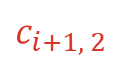 c_{i+1, 2}